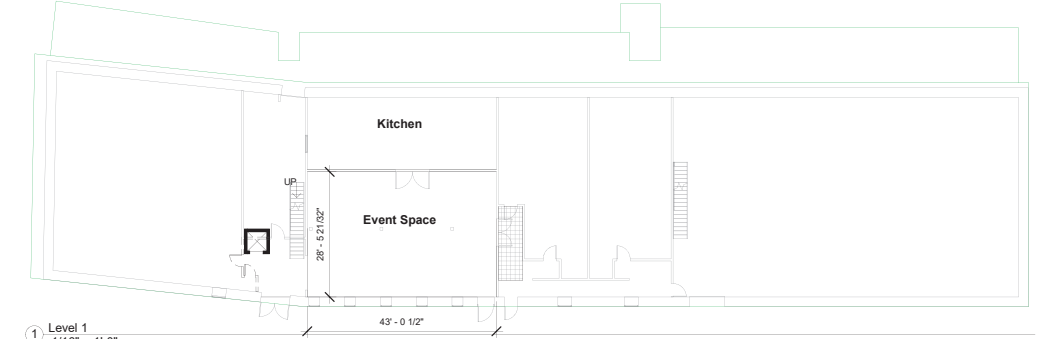 Kitchen
UP
Event Space
28' - 5 21/32"
43' - 0 1/2"
1
Level 1